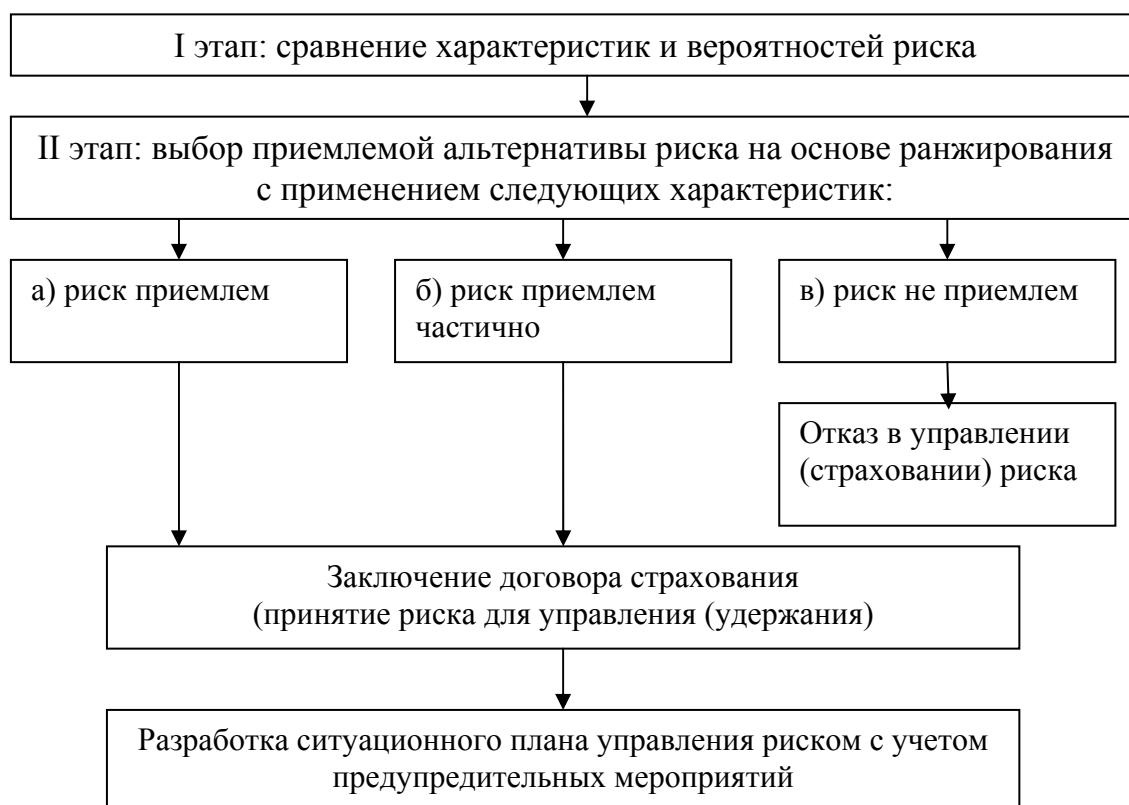 I этап: сравнение характеристик и вероятностей риска
II этап: выбор приемлемой альтернативы риска на основе ранжирования
с применением следующих характеристик:
а) риск приемлем
б) риск приемлем
частично
в) риск не приемлем
Отказ в управлении
(страховании) риска
Заключение договора страхования
(принятие риска для управления (удержания)
Разработка ситуационного плана управления риском с учетом
предупредительных мероприятий